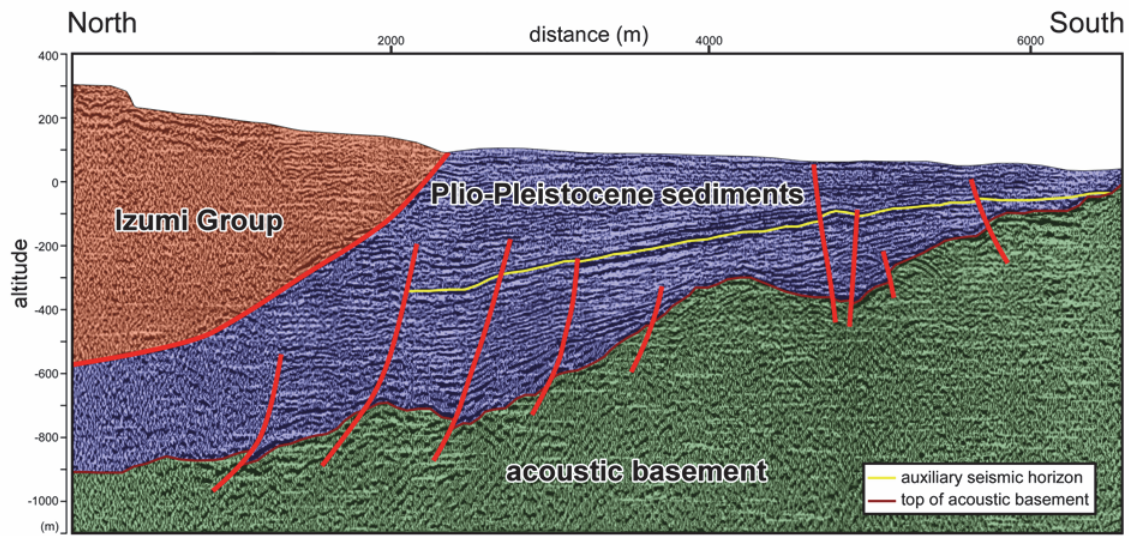 North
distance (m)
South
2000
4000
6000
400
200
0
-200
-400
-600
-800
-1000
(m)
altitude
Izumi Group
Plio-Pleistocene sediments
acoustic basement
auxiliary seismic horizon
top of acoustic basement